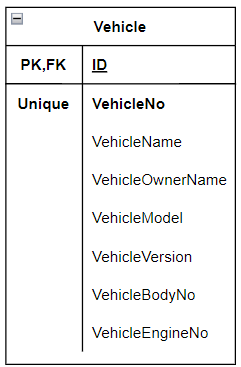 Vehicle
PK,FK ID
Unique VehicleNo
VehicleName
VehicleOwnerName
VehicleModel
VehicleVersion
VehicleBodyNo
VehicleEngineNo